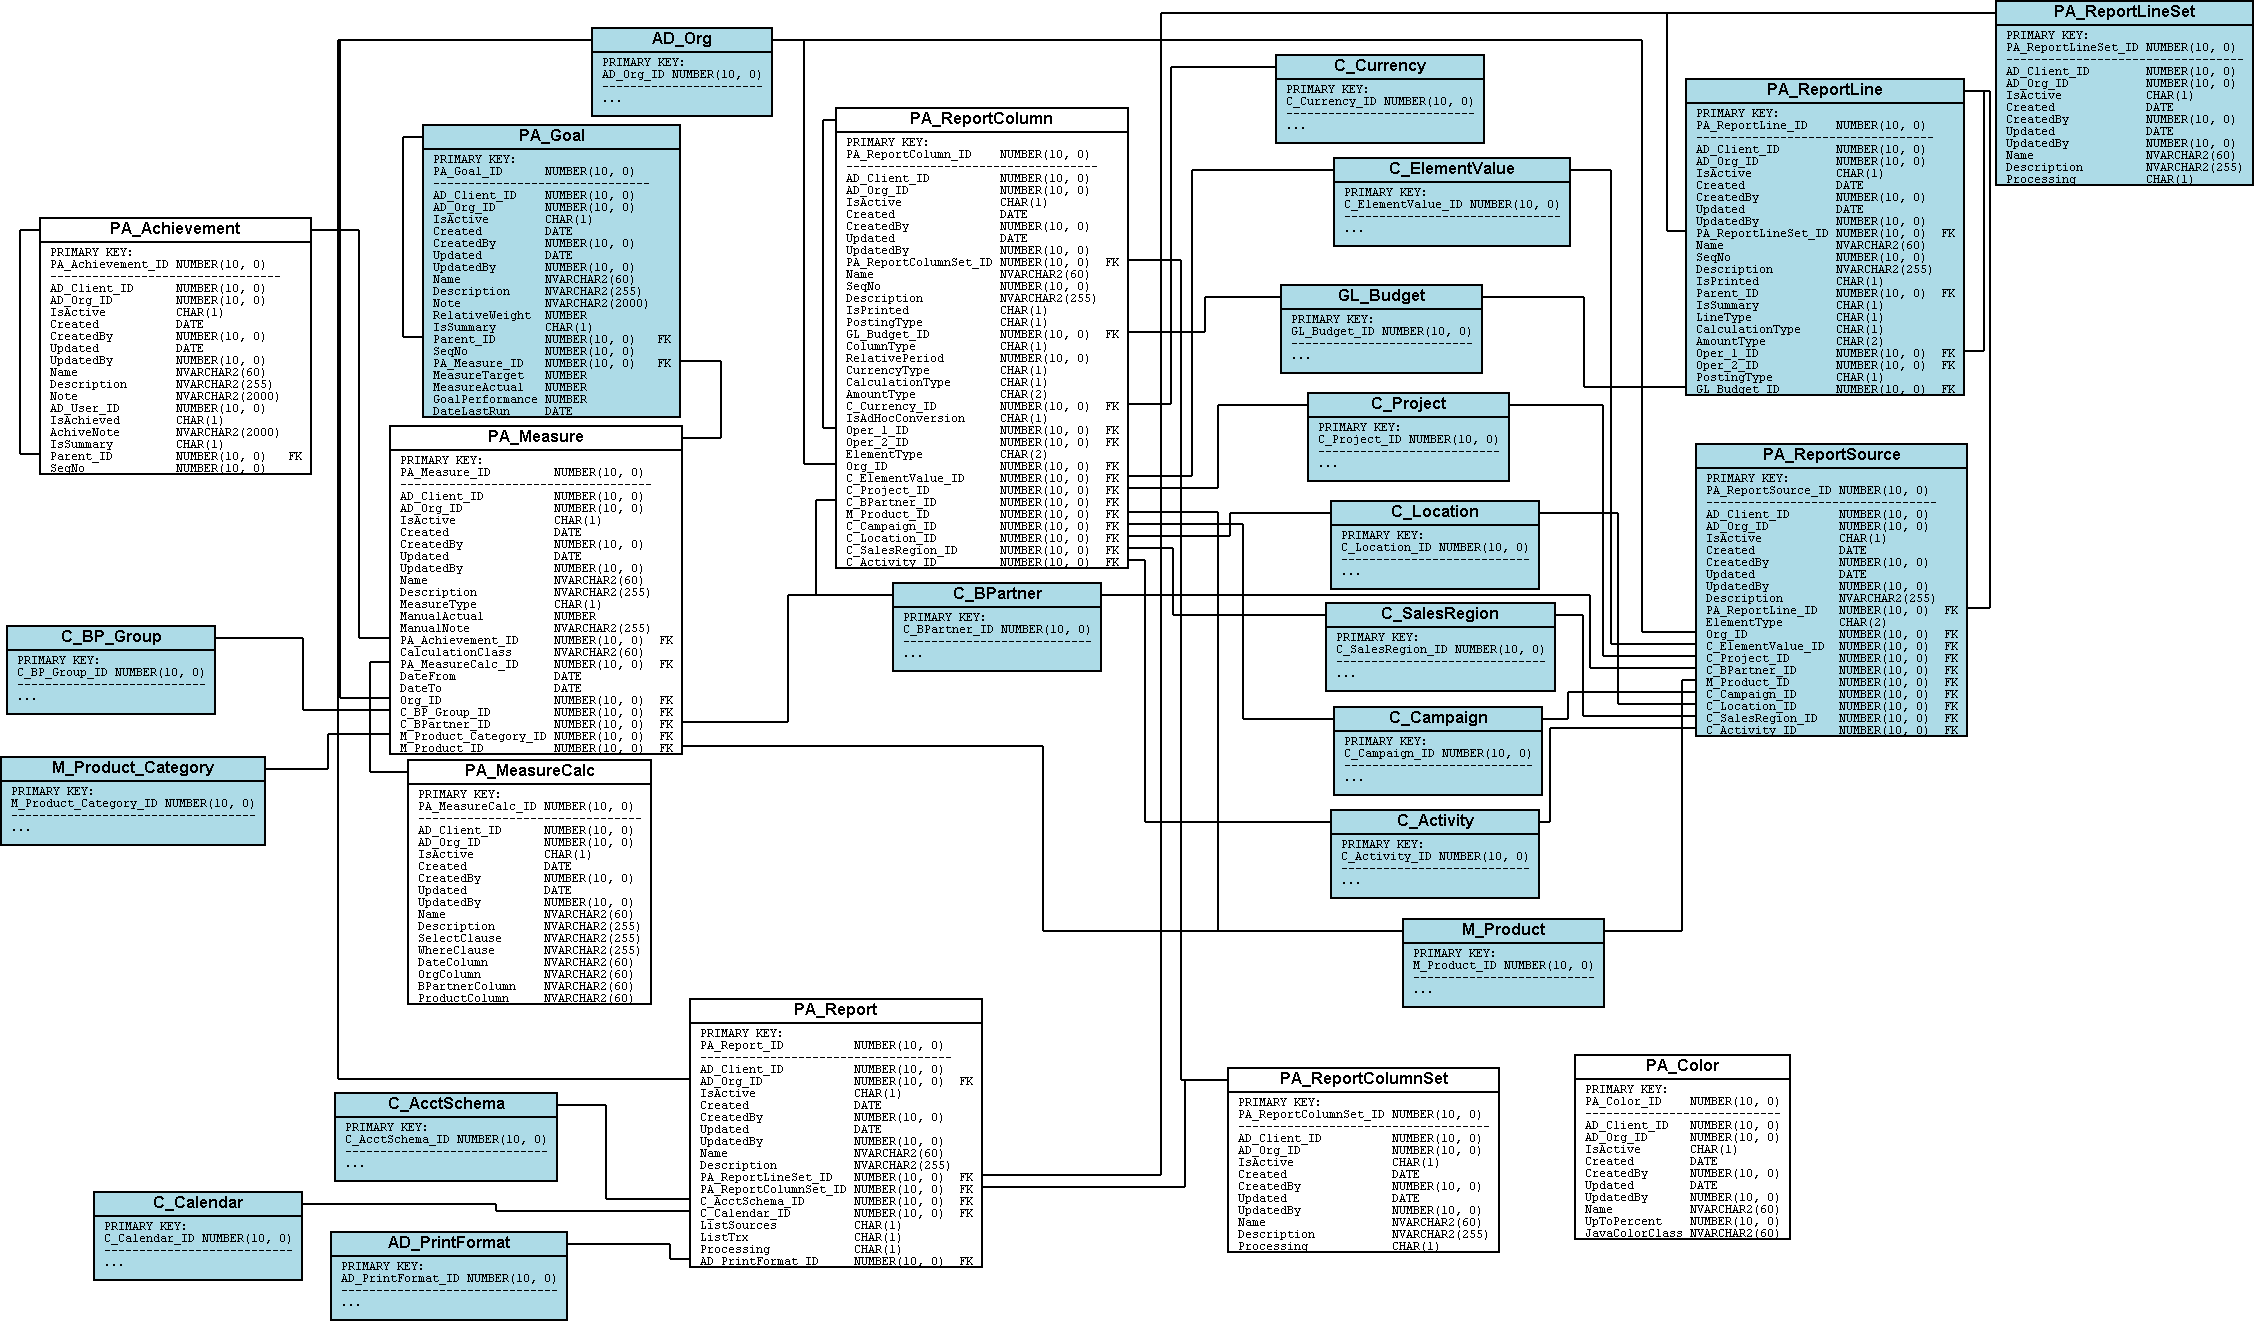 AD_Org
PRIMARY KEY:
AD_Org_ID NUMBER(10, 0)
...
PA_Goal
PRIMARY KEY:
PA_Goal_ID NUMBER(10, 0)
AD_Client_ID NUMBER(10, 0)
AD_Org_ID NUMBER(10, 0)
IsActive CHAR(1)
Created DATE
CreatedBy NUMBER(10, 0)
Updated DATE
UpdatedBy NUMBER(10, 0)
Name NVARCHAR2(60)
Description NVARCHAR2(255)
Note NVARCHAR2(2000)
RelativeWeight NUMBER
IsSummary CHAR(1)
Parent_ID NUMBER(10, 0) FK
SeqNo NUMBER(10, 0)
PA_Measure_ID NUMBER(10, 0) FK
MeasureTarget NUMBER
MeasureActual NUMBER
GoalPerformance NUMBER
DateLastRun DATE
PA_Achievement
PRIMARY KEY:
PA_Achievement_ID NUMBER(10, 0)
AD_Client_ID NUMBER(10, 0)
AD_Org_ID NUMBER(10, 0)
IsActive CHAR(1)
Created DATE
CreatedBy NUMBER(10, 0)
Updated DATE
UpdatedBy NUMBER(10, 0)
Name NVARCHAR2(60)
Description NVARCHAR2(255)
Note NVARCHAR2(2000)
AD_User_ID NUMBER(10, 0)
IsAchieved CHAR(1)
AchiveNote NVARCHAR2(2000)
IsSummary CHAR(1)
Parent_ID NUMBER(10, 0) FK
SeqNo NUMBER(10, 0)
PA_Measure
PRIMARY KEY:
PA_Measure_ID NUMBER(10, 0)
AD_Client_ID NUMBER(10, 0)
AD_Org_ID NUMBER(10, 0)
IsActive CHAR(1)
Created DATE
CreatedBy NUMBER(10, 0)
Updated DATE
UpdatedBy NUMBER(10, 0)
Name NVARCHAR2(60)
Description NVARCHAR2(255)
MeasureType CHAR(1)
ManualActual NUMBER
ManualNote NVARCHAR2(255)
PA_Achievement_ID NUMBER(10, 0) FK
CalculationClass NVARCHAR2(60)
PA_MeasureCalc_ID NUMBER(10, 0) FK
DateFrom DATE
DateTo DATE
Org_ID NUMBER(10, 0) FK
C_BP_Group_ID NUMBER(10, 0) FK
C_BPartner_ID NUMBER(10, 0) FK
M_Product_Category_ID NUMBER(10, 0) FK
M_Product_ID NUMBER(10, 0) FK
C_BP_Group
PRIMARY KEY:
C_BP_Group_ID NUMBER(10, 0)
...
M_Product_Category
PRIMARY KEY:
M_Product_Category_ID NUMBER(10, 0)
...
PA_MeasureCalc
PRIMARY KEY:
PA_MeasureCalc_ID NUMBER(10, 0)
AD_Client_ID NUMBER(10, 0)
AD_Org_ID NUMBER(10, 0)
IsActive CHAR(1)
Created DATE
CreatedBy NUMBER(10, 0)
Updated DATE
UpdatedBy NUMBER(10, 0)
Name NVARCHAR2(60)
Description NVARCHAR2(255)
SelectClause NVARCHAR2(255)
WhereClause NVARCHAR2(255)
DateColumn NVARCHAR2(60)
OrgColumn NVARCHAR2(60)
BPartnerColumn NVARCHAR2(60)
ProductColumn NVARCHAR2(60)
PA_ReportColumn
PRIMARY KEY:
PA_ReportColumn_ID NUMBER(10, 0)
AD_Client_ID NUMBER(10, 0)
AD_Org_ID NUMBER(10, 0)
IsActive CHAR(1)
Created DATE
CreatedBy NUMBER(10, 0)
Updated DATE
UpdatedBy NUMBER(10, 0)
PA_ReportColumnSet_ID NUMBER(10, 0) FK
Name NVARCHAR2(60)
SeqNo NUMBER(10, 0)
Description NVARCHAR2(255)
IsPrinted CHAR(1)
PostingType CHAR(1)
GL_Budget_ID NUMBER(10, 0) FK
ColumnType CHAR(1)
RelativePeriod NUMBER(10, 0)
CurrencyType CHAR(1)
CalculationType CHAR(1)
AmountType CHAR(2)
C_Currency_ID NUMBER(10, 0) FK
IsAdHocConversion CHAR(1)
Oper_1_ID NUMBER(10, 0) FK
Oper_2_ID NUMBER(10, 0) FK
ElementType CHAR(2)
Org_ID NUMBER(10, 0) FK
C_ElementValue_ID NUMBER(10, 0) FK
C_Project_ID NUMBER(10, 0) FK
C_BPartner_ID NUMBER(10, 0) FK
M_Product_ID NUMBER(10, 0) FK
C_Campaign_ID NUMBER(10, 0) FK
C_Location_ID NUMBER(10, 0) FK
C_SalesRegion_ID NUMBER(10, 0) FK
C_Activity_ID NUMBER(10, 0) FK
C_BPartner
PRIMARY KEY:
C_BPartner_ID NUMBER(10, 0)
...
C_Currency
PRIMARY KEY:
C_Currency_ID NUMBER(10, 0)
...
C_ElementValue
PRIMARY KEY:
C_ElementValue_ID NUMBER(10, 0)
...
GL_Budget
PRIMARY KEY:
GL_Budget_ID NUMBER(10, 0)
...
C_Project
PRIMARY KEY:
C_Project_ID NUMBER(10, 0)
...
C_Location
PRIMARY KEY:
C_Location_ID NUMBER(10, 0)
...
C_SalesRegion
PRIMARY KEY:
C_SalesRegion_ID NUMBER(10, 0)
...
C_Campaign
PRIMARY KEY:
C_Campaign_ID NUMBER(10, 0)
...
C_Activity
PRIMARY KEY:
C_Activity_ID NUMBER(10, 0)
...
M_Product
PRIMARY KEY:
M_Product_ID NUMBER(10, 0)
...
PA_ReportLineSet
PRIMARY KEY:
PA_ReportLineSet_ID NUMBER(10, 0)
AD_Client_ID NUMBER(10, 0)
AD_Org_ID NUMBER(10, 0)
IsActive CHAR(1)
Created DATE
CreatedBy NUMBER(10, 0)
Updated DATE
UpdatedBy NUMBER(10, 0)
Name NVARCHAR2(60)
Description NVARCHAR2(255)
Processing CHAR(1)
PA_ReportLine
PRIMARY KEY:
PA_ReportLine_ID NUMBER(10, 0)
AD_Client_ID NUMBER(10, 0)
AD_Org_ID NUMBER(10, 0)
IsActive CHAR(1)
Created DATE
CreatedBy NUMBER(10, 0)
Updated DATE
UpdatedBy NUMBER(10, 0)
PA_ReportLineSet_ID NUMBER(10, 0) FK
Name NVARCHAR2(60)
SeqNo NUMBER(10, 0)
Description NVARCHAR2(255)
IsPrinted CHAR(1)
Parent_ID NUMBER(10, 0) FK
IsSummary CHAR(1)
LineType CHAR(1)
CalculationType CHAR(1)
AmountType CHAR(2)
Oper_1_ID NUMBER(10, 0) FK
Oper_2_ID NUMBER(10, 0) FK
PostingType CHAR(1)
GL_Budget_ID NUMBER(10, 0) FK
PA_ReportSource
PRIMARY KEY:
PA_ReportSource_ID NUMBER(10, 0)
AD_Client_ID NUMBER(10, 0)
AD_Org_ID NUMBER(10, 0)
IsActive CHAR(1)
Created DATE
CreatedBy NUMBER(10, 0)
Updated DATE
UpdatedBy NUMBER(10, 0)
Description NVARCHAR2(255)
PA_ReportLine_ID NUMBER(10, 0) FK
ElementType CHAR(2)
Org_ID NUMBER(10, 0) FK
C_ElementValue_ID NUMBER(10, 0) FK
C_Project_ID NUMBER(10, 0) FK
C_BPartner_ID NUMBER(10, 0) FK
M_Product_ID NUMBER(10, 0) FK
C_Campaign_ID NUMBER(10, 0) FK
C_Location_ID NUMBER(10, 0) FK
C_SalesRegion_ID NUMBER(10, 0) FK
C_Activity_ID NUMBER(10, 0) FK
PA_Report
PRIMARY KEY:
PA_Report_ID NUMBER(10, 0)
AD_Client_ID NUMBER(10, 0)
AD_Org_ID NUMBER(10, 0) FK
IsActive CHAR(1)
Created DATE
CreatedBy NUMBER(10, 0)
Updated DATE
UpdatedBy NUMBER(10, 0)
Name NVARCHAR2(60)
Description NVARCHAR2(255)
PA_ReportLineSet_ID NUMBER(10, 0) FK
PA_ReportColumnSet_ID NUMBER(10, 0) FK
C_AcctSchema_ID NUMBER(10, 0) FK
C_Calendar_ID NUMBER(10, 0) FK
ListSources CHAR(1)
ListTrx CHAR(1)
Processing CHAR(1)
AD_PrintFormat_ID NUMBER(10, 0) FK
C_AcctSchema
PRIMARY KEY:
C_AcctSchema_ID NUMBER(10, 0)
...
C_Calendar
PRIMARY KEY:
C_Calendar_ID NUMBER(10, 0)
...
AD_PrintFormat
PRIMARY KEY:
AD_PrintFormat_ID NUMBER(10, 0)
...
PA_ReportColumnSet
PRIMARY KEY:
PA_ReportColumnSet_ID NUMBER(10, 0)
AD_Client_ID NUMBER(10, 0)
AD_Org_ID NUMBER(10, 0)
IsActive CHAR(1)
Created DATE
CreatedBy NUMBER(10, 0)
Updated DATE
UpdatedBy NUMBER(10, 0)
Name NVARCHAR2(60)
Description NVARCHAR2(255)
Processing CHAR(1)
PA_Color
PRIMARY KEY:
PA_Color_ID NUMBER(10, 0)
AD_Client_ID NUMBER(10, 0)
AD_Org_ID NUMBER(10, 0)
IsActive CHAR(1)
Created DATE
CreatedBy NUMBER(10, 0)
Updated DATE
UpdatedBy NUMBER(10, 0)
Name NVARCHAR2(60)
UpToPercent NUMBER(10, 0)
JavaColorClass NVARCHAR2(60)